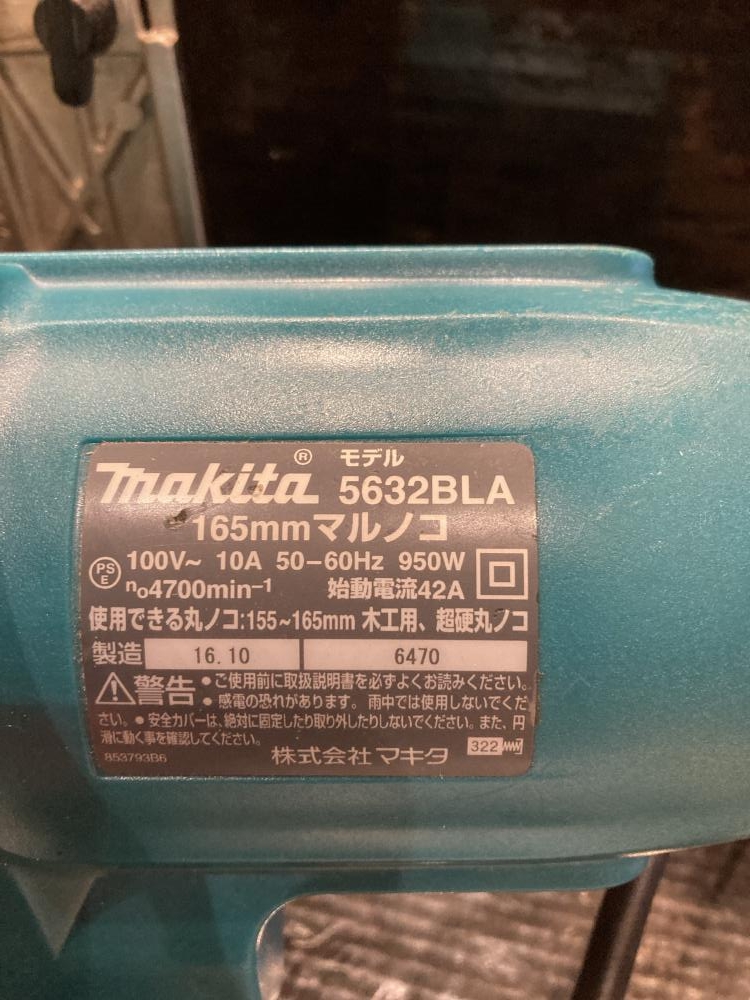 makita® モデル 5632BLA
165mmマルノコ
PSE 100V~ 10A 50-60Hz 950W
n₀4700min⁻¹ 始動電流42A
使用できる丸ノコ:155~165mm 木工用、超硬丸ノコ
製造 16.10 6470
警告 ● ご使用前に取扱説明書を必ずよくお読みください。
● 感電の恐れがあります。雨中では使用しないでくだ
さい。● 安全カバーは、絶対に固定したり取り外したりしないでください。また、円
滑に動く事を確認してください。
853793B6 株式会社マキタ 322